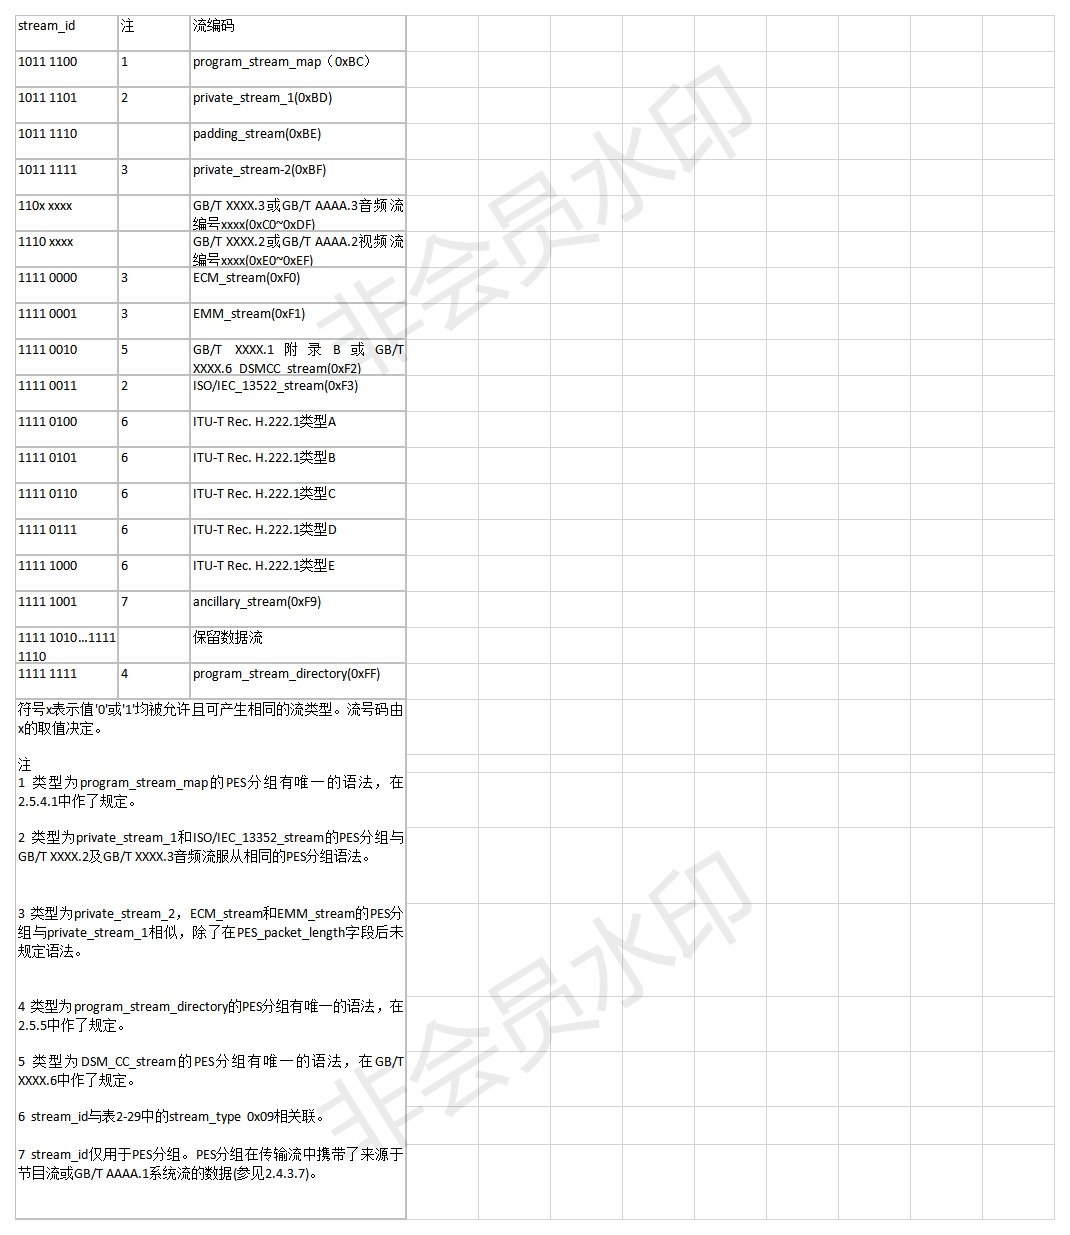 stream_id 注 流编码
1011 1100 1 program_stream_map（0xBC）
1011 1101 2 private_stream_1(0xBD)
1011 1110 padding_stream(0xBE)
1011 1111 3 private_stream-2(0xBF)
110x xxxx GB/T XXXX.3或GB/T AAAA.3音频流
编号xxxx(0xC0~0xDF)
1110 xxxx GB/T XXXX.2或GB/T AAAA.2视频流
编号xxxx(0xE0~0xEF)
1111 0000 3 ECM_stream(0xF0)
1111 0001 3 EMM_stream(0xF1)
1111 0010 5 GB/T XXXX.1附录B或GB/T
XXXX.6_DSMCC_stream(0xF2)
1111 0011 2 ISO/IEC_13522_stream(0xF3)
1111 0100 6 ITU-T Rec. H.222.1类型A
1111 0101 6 ITU-T Rec. H.222.1类型B
1111 0110 6 ITU-T Rec. H.222.1类型C
1111 0111 6 ITU-T Rec. H.222.1类型D
1111 1000 6 ITU-T Rec. H.222.1类型E
1111 1001 7 ancillary_stream(0xF9)
1111 1010…1111 保留数据流
1110
1111 1111 4 program_stream_directory(0xFF)
符号x表示值'0'或'1'均被允许且可产生相同的流类型。流号码由
x的取值决定。
注
1 类型为program_stream_map的PES分组有唯一的语法，在
2.5.4.1中作了规定。
2 类型为private_stream_1和ISO/IEC_13352_stream的PES分组与
GB/T XXXX.2及GB/T XXXX.3音频流服从相同的PES分组语法。
3 类型为private_stream_2，ECM_stream和EMM_stream的PES分
组与private_stream_1相似，除了在PES_packet_length字段后未
规定语法。
4 类型为program_stream_directory的PES分组有唯一的语法，在
2.5.5中作了规定。
5 类型为DSM_CC_stream的PES分组有唯一的语法，在GB/T
XXXX.6中作了规定。
6 stream_id与表2-29中的stream_type 0x09相关联。
7 stream_id仅用于PES分组。PES分组在传输流中携带了来源于
节目流或GB/T AAAA.1系统流的数据(参见2.4.3.7)。
非会员水印
非会员水印